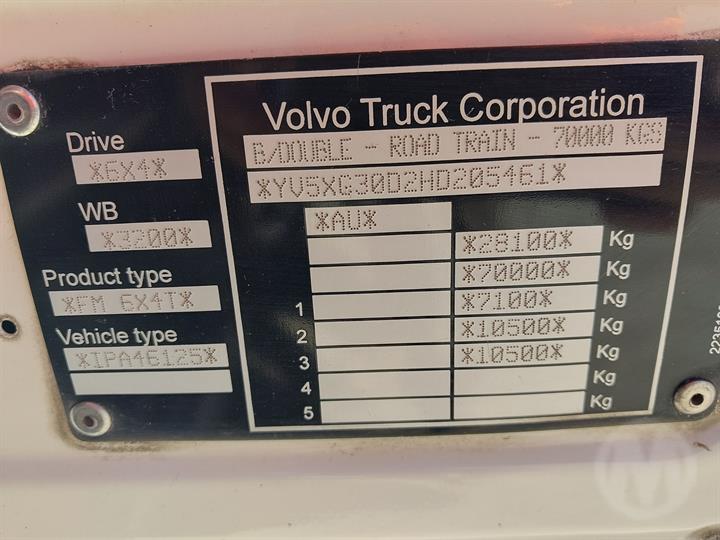 Volvo Truck Corporation
B/DOUBLE - ROAD TRAIN - 70000 KGS
*YV5XG30D2HD205461*
*AU*
*28100* Kg
*70000* Kg
1 *7100* Kg
2 *10500* Kg
3 *10500* Kg
4 Kg
5 Kg
Drive
*6X4*
WB
*3200*
Product type
*FM 6X4T*
Vehicle type
*IPA46125*
M